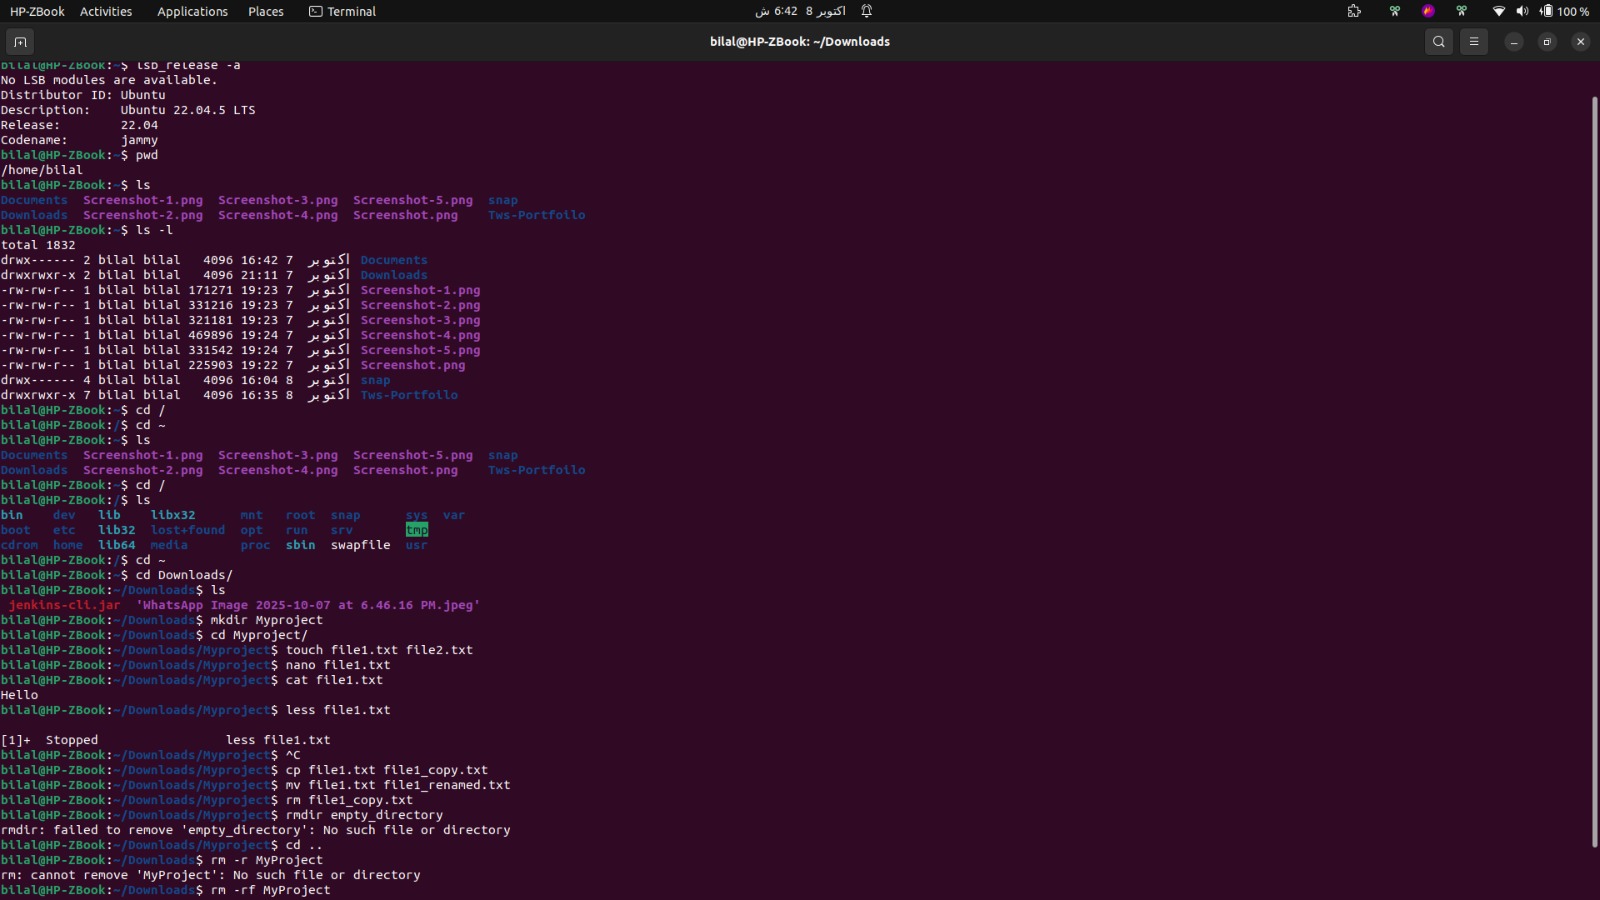 HP-ZBook Activities Applications Places Terminal اکتوبر 8 6:42 ش 100 %
bilal@HP-ZBook: ~/Downloads
bilal@HP-ZBook:~$ lsb_release -a
No LSB modules are available.
Distributor ID: Ubuntu
Description: Ubuntu 22.04.5 LTS
Release: 22.04
Codename: jammy
bilal@HP-ZBook:~$ pwd
/home/bilal
bilal@HP-ZBook:~$ ls
Documents Screenshot-1.png Screenshot-3.png Screenshot-5.png snap
Downloads Screenshot-2.png Screenshot-4.png Screenshot.png Tws-Portfoilo
bilal@HP-ZBook:~$ ls -l
total 1832
drwx------ 2 bilal bilal 4096 16:42 7 اکتوبر Documents
drwxrwxr-x 2 bilal bilal 4096 21:11 7 اکتوبر Downloads
-rw-rw-r-- 1 bilal bilal 171271 19:23 7 اکتوبر Screenshot-1.png
-rw-rw-r-- 1 bilal bilal 331216 19:23 7 اکتوبر Screenshot-2.png
-rw-rw-r-- 1 bilal bilal 321181 19:23 7 اکتوبر Screenshot-3.png
-rw-rw-r-- 1 bilal bilal 469896 19:24 7 اکتوبر Screenshot-4.png
-rw-rw-r-- 1 bilal bilal 331542 19:24 7 اکتوبر Screenshot-5.png
-rw-rw-r-- 1 bilal bilal 225903 19:22 7 اکتوبر Screenshot.png
drwx------ 4 bilal bilal 4096 16:04 8 اکتوبر snap
drwxrwxr-x 7 bilal bilal 4096 16:35 8 اکتوبر Tws-Portfoilo
bilal@HP-ZBook:~$ cd /
bilal@HP-ZBook:/$ cd ~
bilal@HP-ZBook:~$ ls
Documents Screenshot-1.png Screenshot-3.png Screenshot-5.png snap
Downloads Screenshot-2.png Screenshot-4.png Screenshot.png Tws-Portfoilo
bilal@HP-ZBook:~$ cd /
bilal@HP-ZBook:/$ ls
bin dev lib libx32 mnt root snap sys var
boot etc lib32 lost+found opt run srv tmp
cdrom home lib64 media proc sbin swapfile usr
bilal@HP-ZBook:/$ cd ~
bilal@HP-ZBook:~$ cd Downloads/
bilal@HP-ZBook:~/Downloads$ ls
jenkins-cli.jar 'WhatsApp Image 2025-10-07 at 6.46.16 PM.jpeg'
bilal@HP-ZBook:~/Downloads$ mkdir Myproject
bilal@HP-ZBook:~/Downloads$ cd Myproject/
bilal@HP-ZBook:~/Downloads/Myproject$ touch file1.txt file2.txt
bilal@HP-ZBook:~/Downloads/Myproject$ nano file1.txt
bilal@HP-ZBook:~/Downloads/Myproject$ cat file1.txt
Hello
bilal@HP-ZBook:~/Downloads/Myproject$ less file1.txt
[1]+ Stopped less file1.txt
bilal@HP-ZBook:~/Downloads/Myproject$ ^C
bilal@HP-ZBook:~/Downloads/Myproject$ cp file1.txt file1_copy.txt
bilal@HP-ZBook:~/Downloads/Myproject$ mv file1.txt file1_renamed.txt
bilal@HP-ZBook:~/Downloads/Myproject$ rm file1_copy.txt
bilal@HP-ZBook:~/Downloads/Myproject$ rmdir empty_directory
rmdir: failed to remove 'empty_directory': No such file or directory
bilal@HP-ZBook:~/Downloads/Myproject$ cd ..
bilal@HP-ZBook:~/Downloads$ rm -r MyProject
rm: cannot remove 'MyProject': No such file or directory
bilal@HP-ZBook:~/Downloads$ rm -rf MyProject